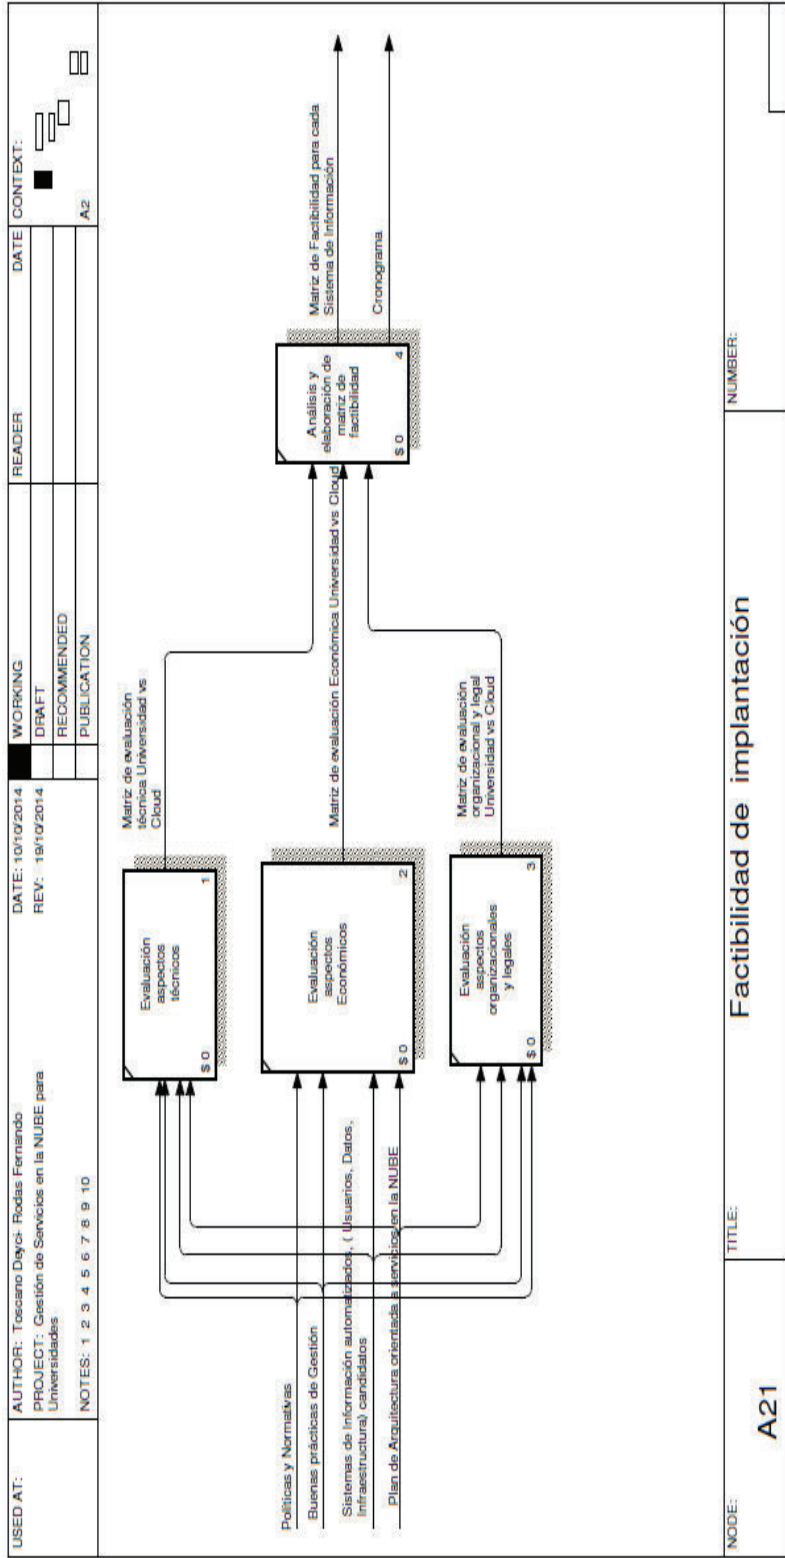 USED AT:
AUTHOR: Toscano Deyci- Rodas Fernando
PROJECT: Gestión de Servicios en la NUBE para
Universidades
NOTES: 1 2 3 4 5 6 7 8 9 10
DATE: 10/10/2014
REV: 19/10/2014
WORKING
DRAFT
RECOMMENDED
PUBLICATION
READER
DATE
CONTEXT:
A2
Políticas y Normativas
Buenas prácticas de Gestión
Sistemas de Información automatizados, ( Usuarios, Datos,
Infraestructura) candidatos
Plan de Arquitectura orientada a servicios en la NUBE
Evaluación
aspectos
técnicos
$ 0
1
Matriz de evaluación
técnica Universidad vs
Cloud
Evaluación
aspectos
Económicos
$ 0
2
Matriz de evaluación Económica Universidad vs Cloud
Evaluación
aspectos
organizacionales
y legales
$ 0
3
Matriz de evaluación
organizacional y legal
Universidad vs Cloud
Análisis y
elaboración de
matriz de
factibilidad
$ 0
4
Matriz de Factibilidad para cada
Sistema de Información
Cronograma
NODE:
A21
TITLE:
Factibilidad de implantación
NUMBER: